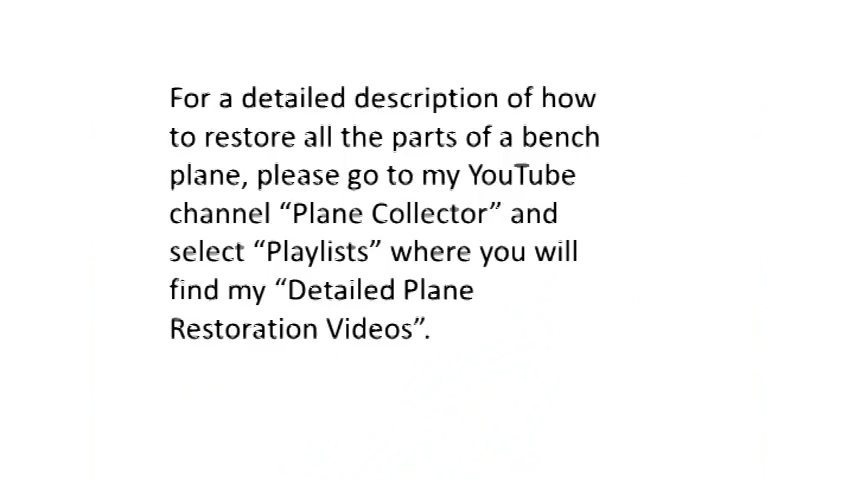 For a detailed description of how
to restore all the parts of a bench
plane, please go to my YouTube
channel “Plane Collector” and
select “Playlists” where you will
find my “Detailed Plane
Restoration Videos”.